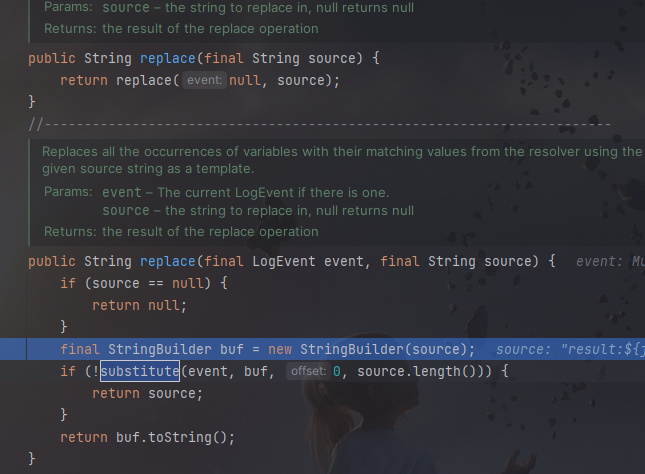 Params: source – the string to replace in, null returns null
Returns: the result of the replace operation
public String replace(final String source) {
return replace( event: null, source);
}
//-----------------------------------------------------------------------
Replaces all the occurrences of variables with their matching values from the resolver using the
given source string as a template.
Params: event – The current LogEvent if there is one.
source – the string to replace in, null returns null
Returns: the result of the replace operation
public String replace(final LogEvent event, final String source) { event: Mu
if (source == null) {
return null;
}
final StringBuilder buf = new StringBuilder(source); source: "result:${j
if (!substitute(event, buf, offset: 0, source.length())) {
return source;
}
return buf.toString();
}